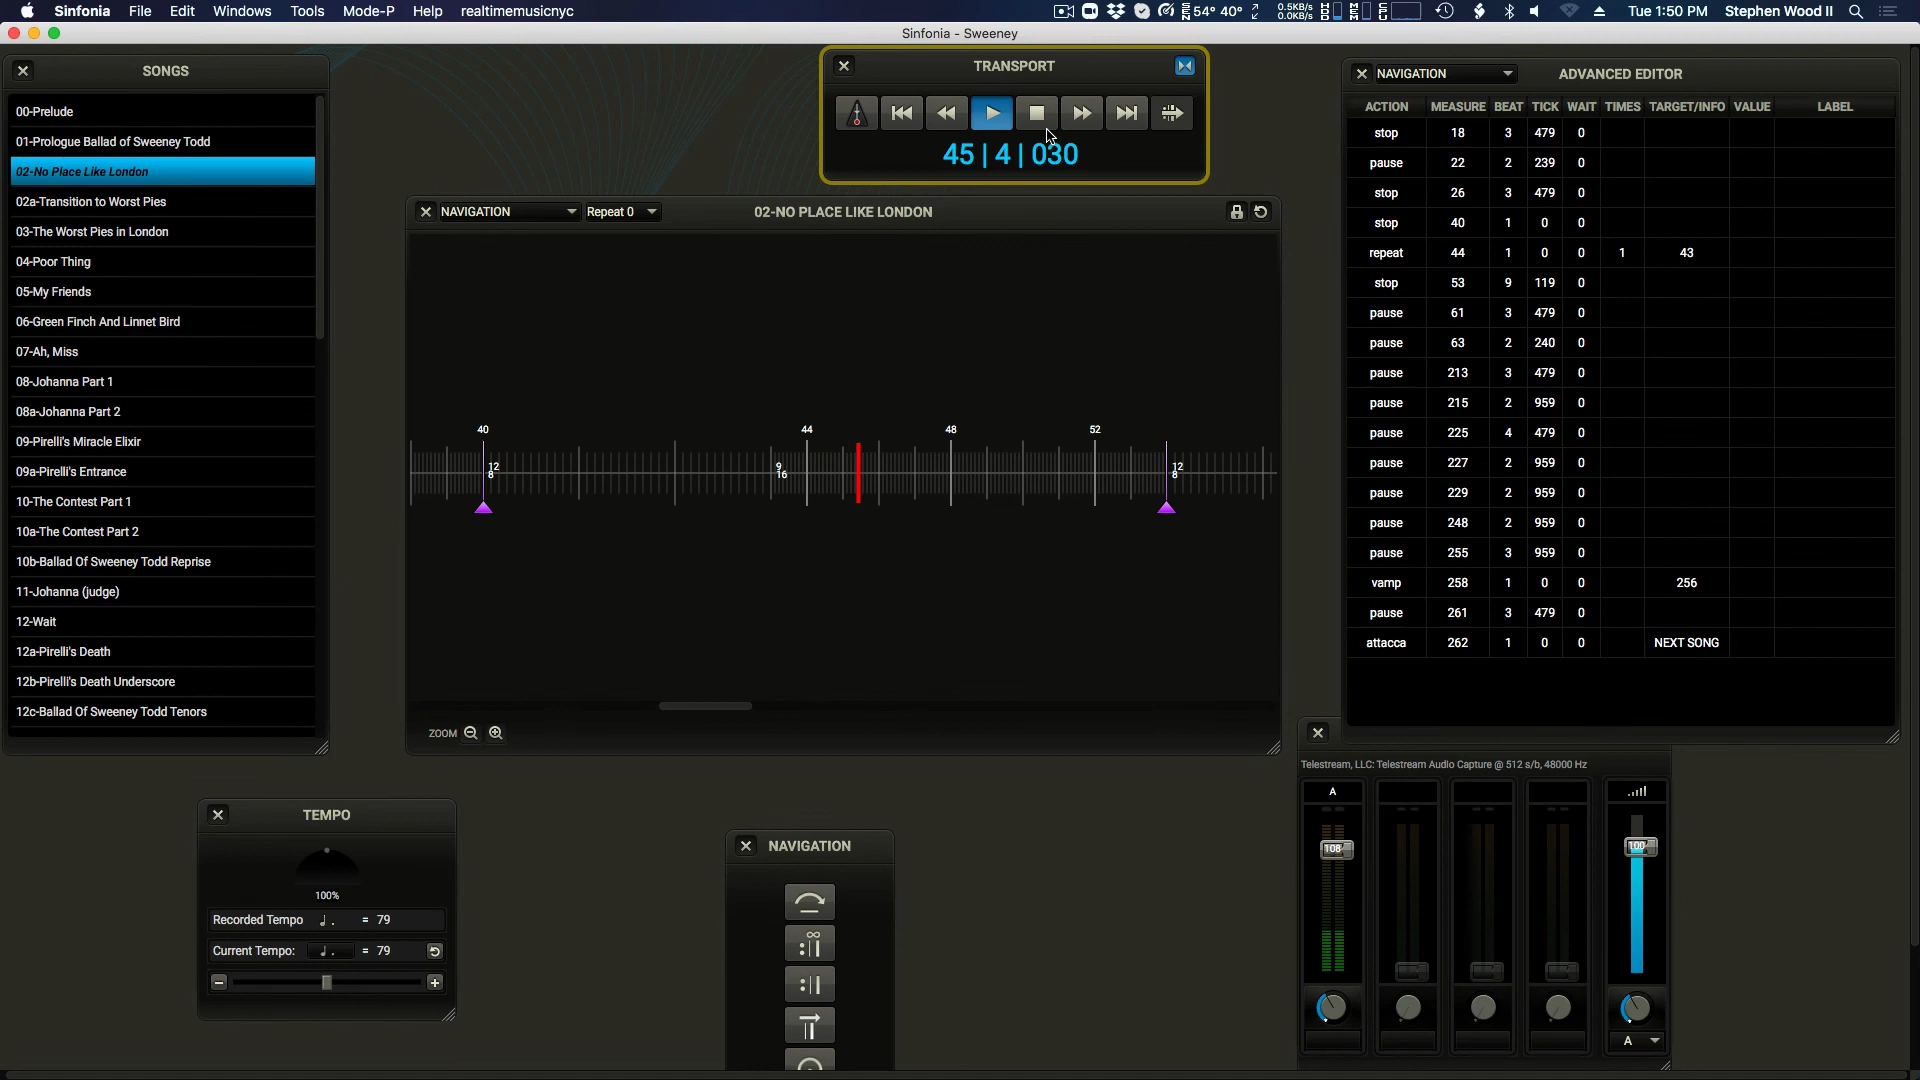 Sinfonia File Edit Windows Tools Mode-P Help realtimemusicnyc
SEN 54° 40° 0.5KB/s 0.0KB/s HDD MEM CPU Tue 1:50 PM Stephen Wood II
Sinfonia - Sweeney
SONGS
00-Prelude
01-Prologue Ballad of Sweeney Todd
02-No Place Like London
02a-Transition to Worst Pies
03-The Worst Pies in London
04-Poor Thing
05-My Friends
06-Green Finch And Linnet Bird
07-Ah, Miss
08-Johanna Part 1
08a-Johanna Part 2
09-Pirelli's Miracle Elixir
09a-Pirelli's Entrance
10-The Contest Part 1
10a-The Contest Part 2
10b-Ballad Of Sweeney Todd Reprise
11-Johanna (judge)
12-Wait
12a-Pirelli's Death
12b-Pirelli's Death Underscore
12c-Ballad Of Sweeney Todd Tenors
TRANSPORT
45 | 4 | 030
NAVIGATION Repeat 0 02-NO PLACE LIKE LONDON
40 44 48 52
12 8 9 16 12 8
ZOOM
NAVIGATION ADVANCED EDITOR
ACTION MEASURE BEAT TICK WAIT TIMES TARGET/INFO VALUE LABEL
stop 18 3 479 0
pause 22 2 239 0
stop 26 3 479 0
stop 40 1 0 0
repeat 44 1 0 0 1 43
stop 53 9 119 0
pause 61 3 479 0
pause 63 2 240 0
pause 213 3 479 0
pause 215 2 959 0
pause 225 4 479 0
pause 227 2 959 0
pause 229 2 959 0
pause 248 2 959 0
pause 255 3 959 0
vamp 258 1 0 0 256
pause 261 3 479 0
attacca 262 1 0 0 NEXT SONG
TEMPO
100%
Recorded Tempo ♩. = 79
Current Tempo: ♩. = 79
NAVIGATION
Telestream, LLC: Telestream Audio Capture @ 512 s/b, 48000 Hz
A
108 100
A